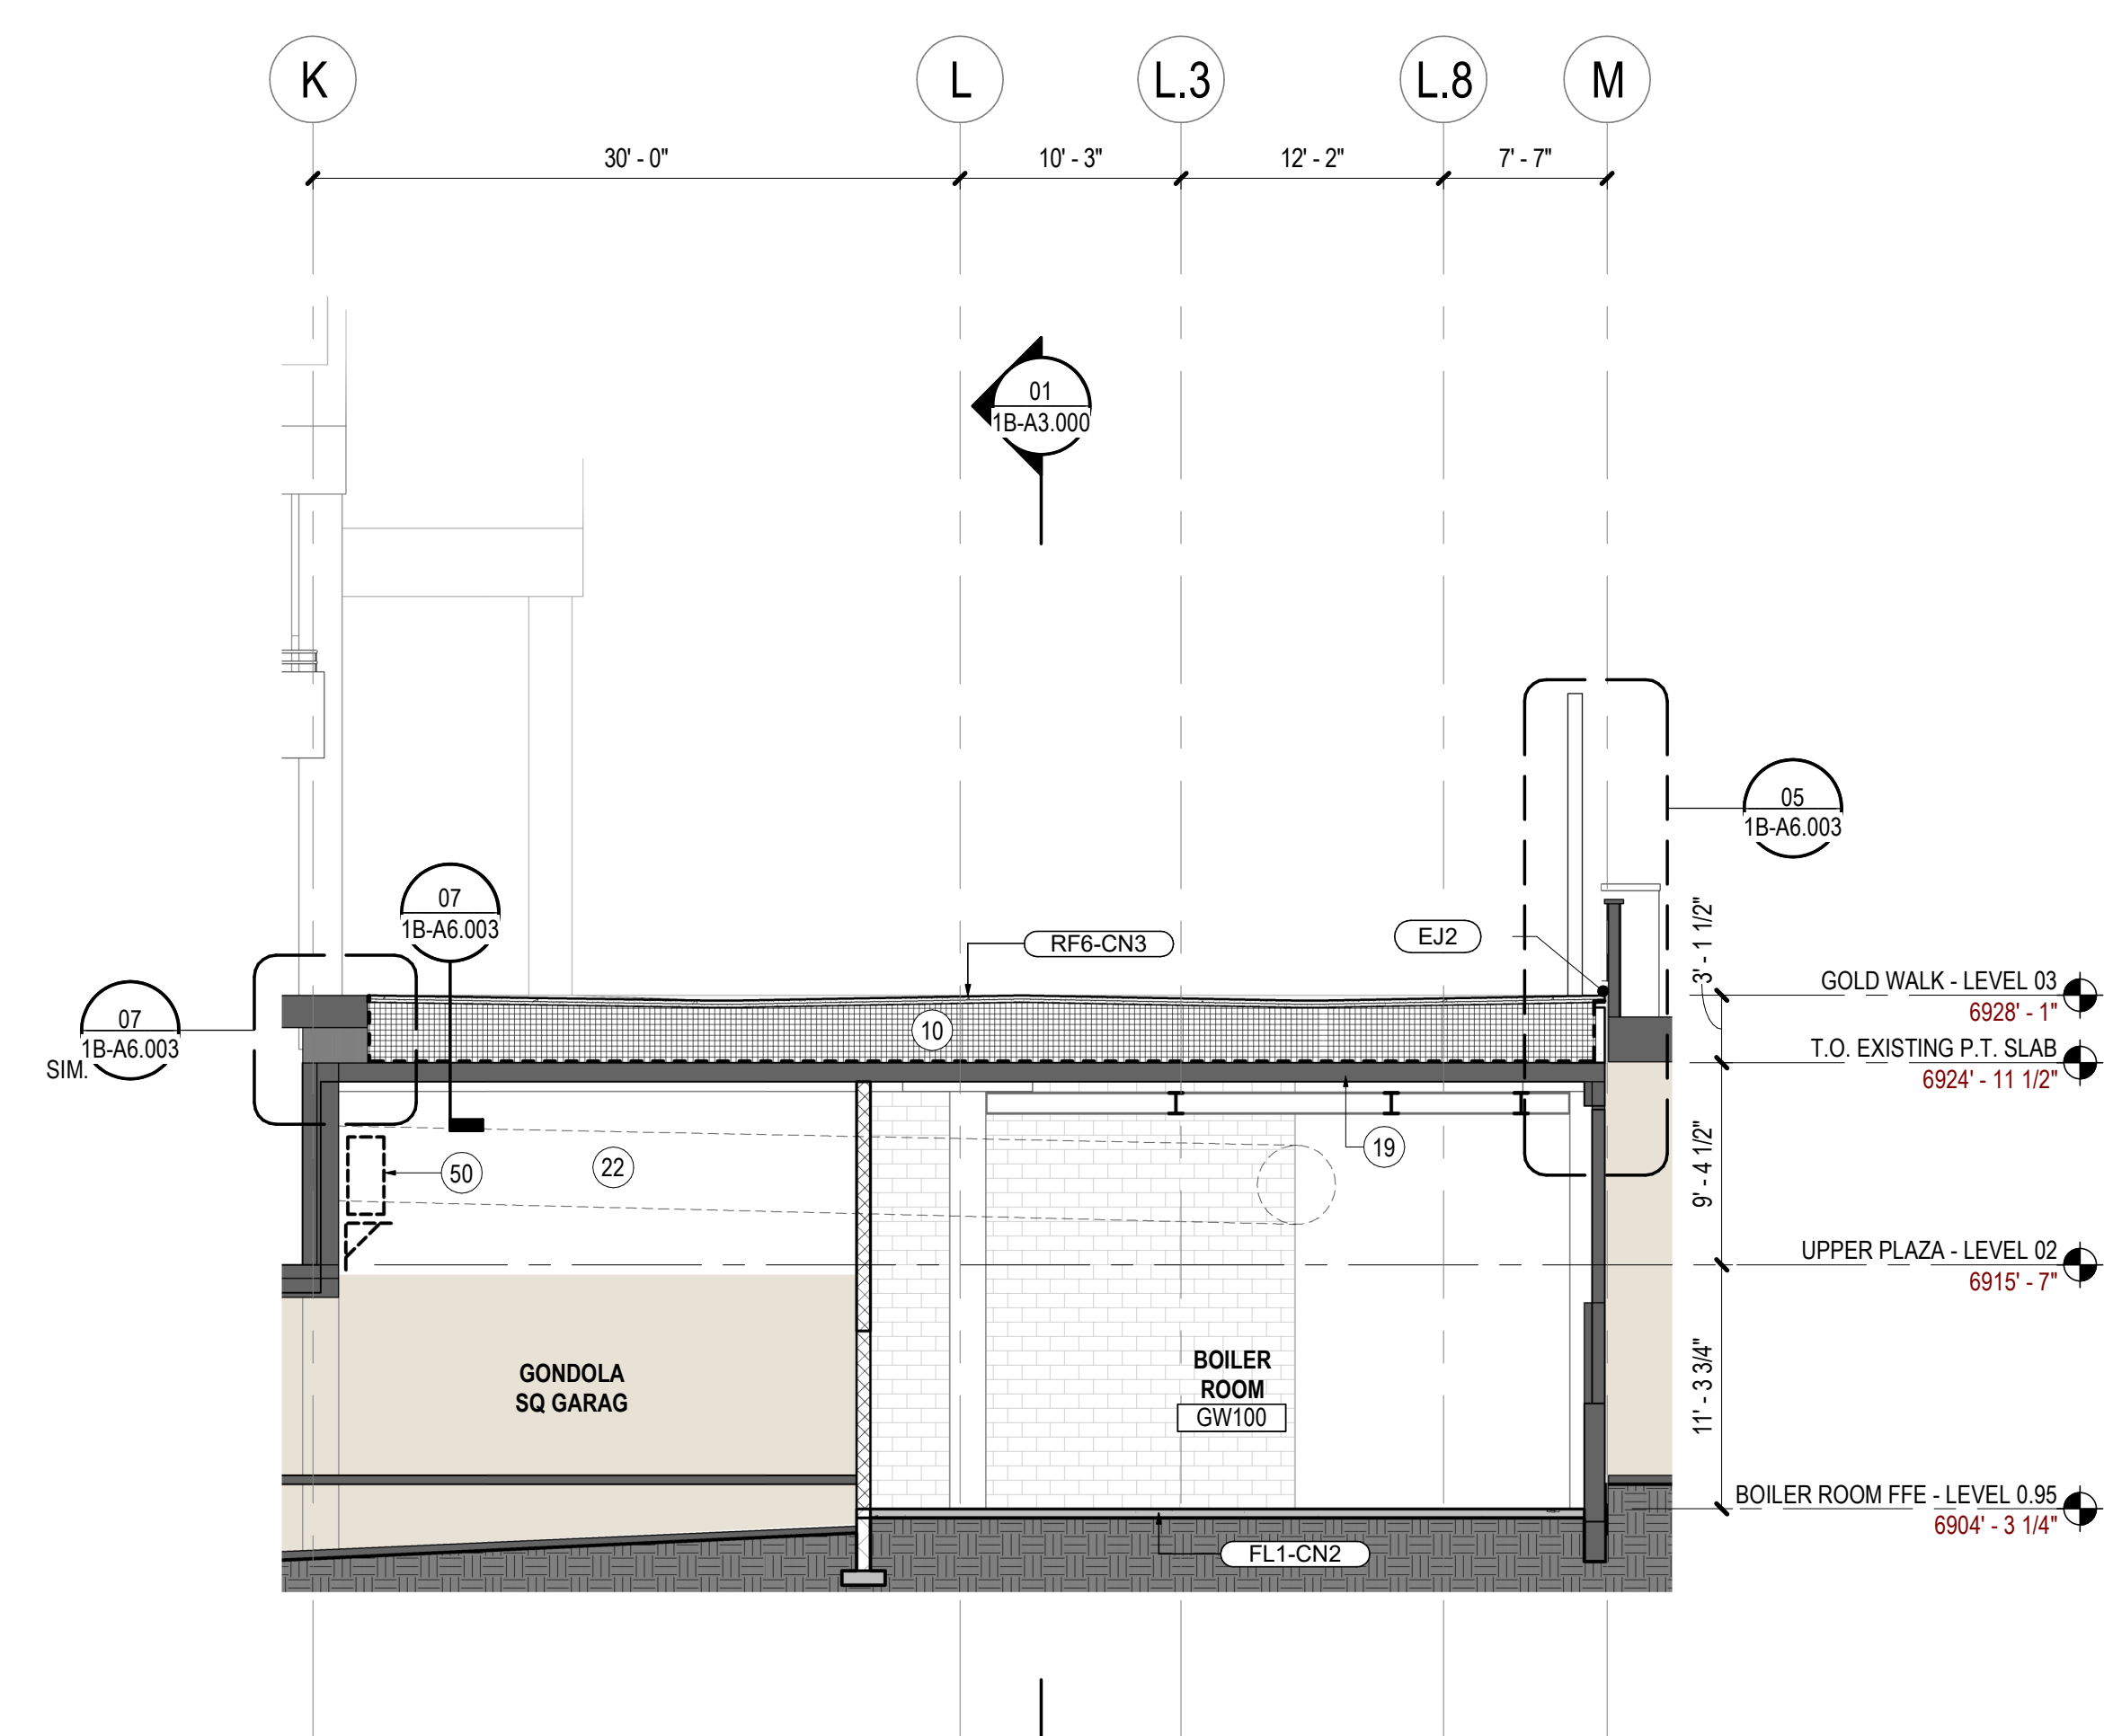 K
L
L.3
L.8
M
30' - 0"
10' - 3"
12' - 2"
7' - 7"
01
1B-A3.000
05
1B-A6.003
07
1B-A6.003
RF6-CN3
EJ2
3' - 1 1/2"
GOLD WALK - LEVEL 03
6928' - 1"
07
1B-A6.003
SIM.
10
T.O. EXISTING P.T. SLAB
6924' - 11 1/2"
19
50
22
9' - 4 1/2"
UPPER PLAZA - LEVEL 02
6915' - 7"
GONDOLA
SQ GARAG
BOILER
ROOM
GW100
11' - 3 3/4"
BOILER ROOM FFE - LEVEL 0.95
6904' - 3 1/4"
FL1-CN2